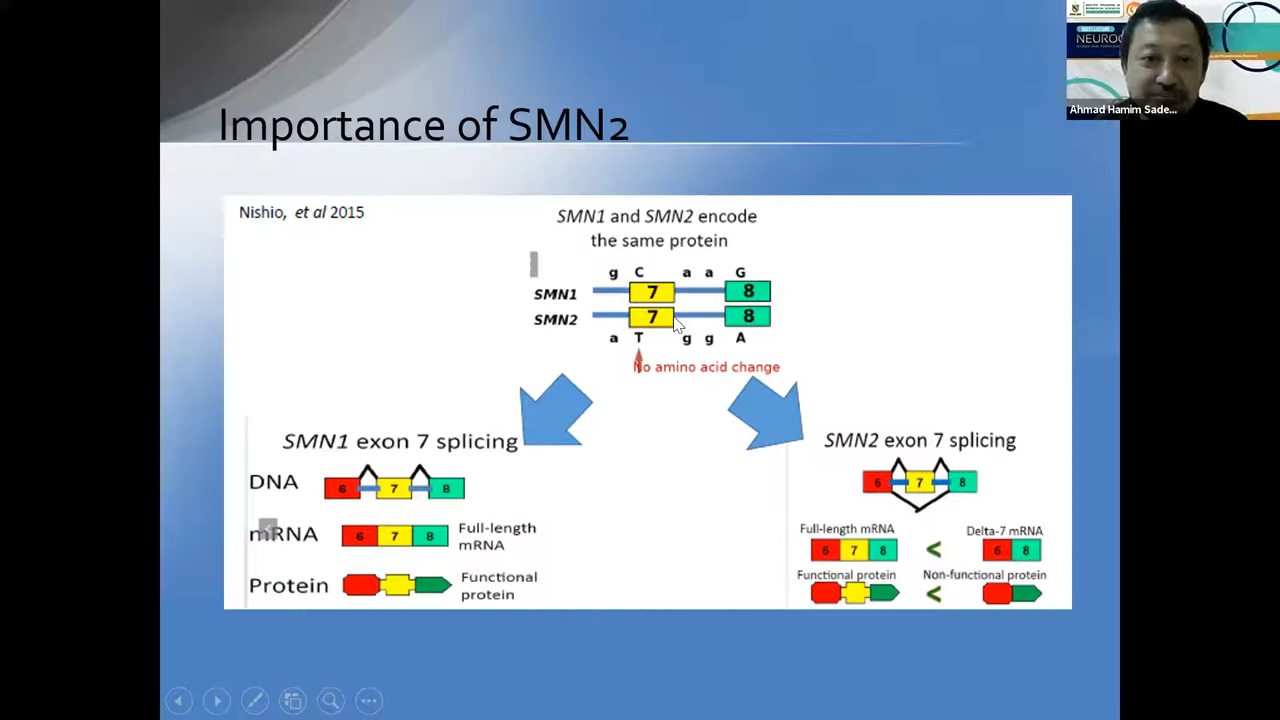 NEUROC
Ahmad Hamim Sade...
Importance of SMN2
Nishio, et al 2015
SMN1 and SMN2 encode
the same protein
g C a a G
SMN1 7 8
SMN2 7 8
a T g g A
No amino acid change
SMN1 exon 7 splicing
DNA 6 7 8
mRNA 6 7 8 Full-length
mRNA
Protein Functional
protein
SMN2 exon 7 splicing
6 7 8
Full-length mRNA Delta-7 mRNA
6 7 8 < 6 8
Functional protein Non-functional protein
<